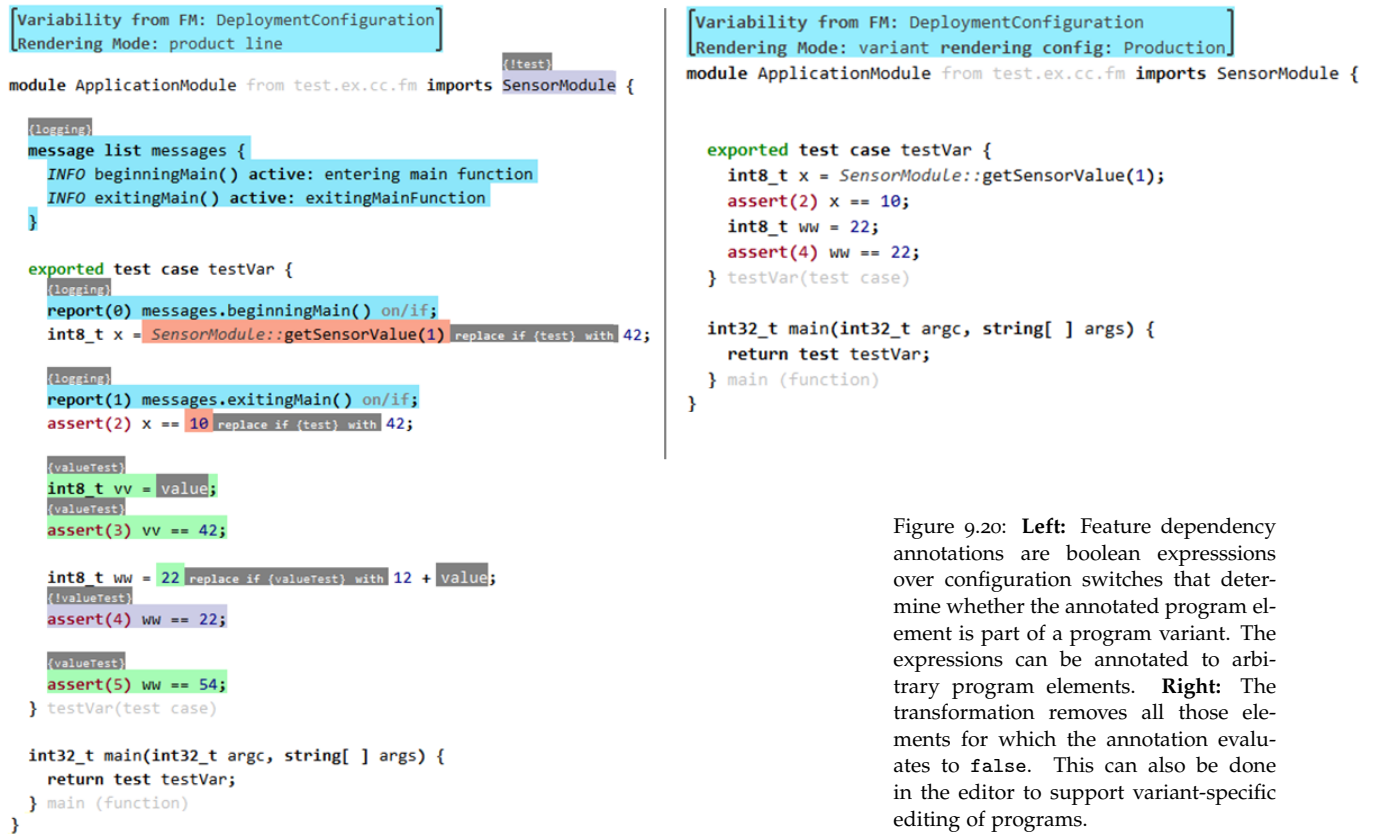 Variability from FM: DeploymentConfiguration
Rendering Mode: product line
{!test}
module ApplicationModule from test.ex.cc.fm imports SensorModule {
{logging}
message list messages {
INFO beginningMain() active: entering main function
INFO exitingMain() active: exitingMainFunction
}
exported test case testVar {
{logging}
report(0) messages.beginningMain() on/if;
int8_t x = SensorModule::getSensorValue(1) replace if {test} with 42;
{logging}
report(1) messages.exitingMain() on/if;
assert(2) x == 10 replace if {test} with 42;
{valueTest}
int8_t vv = value;
{valueTest}
assert(3) vv == 42;
int8_t ww = 22 replace if {valueTest} with 12 + value;
{!valueTest}
assert(4) ww == 22;
{valueTest}
assert(5) ww == 54;
} testVar(test case)
int32_t main(int32_t argc, string[ ] args) {
return test testVar;
} main (function)
}
Variability from FM: DeploymentConfiguration
Rendering Mode: variant rendering config: Production
module ApplicationModule from test.ex.cc.fm imports SensorModule {
exported test case testVar {
int8_t x = SensorModule::getSensorValue(1);
assert(2) x == 10;
int8_t ww = 22;
assert(4) ww == 22;
} testVar(test case)
int32_t main(int32_t argc, string[ ] args) {
return test testVar;
} main (function)
}
Figure 9.20: Left: Feature dependency
annotations are boolean expresssions
over configuration switches that deter-
mine whether the annotated program el-
ement is part of a program variant. The
expressions can be annotated to arbi-
trary program elements. Right: The
transformation removes all those ele-
ments for which the annotation evalu-
ates to false. This can also be done
in the editor to support variant-specific
editing of programs.